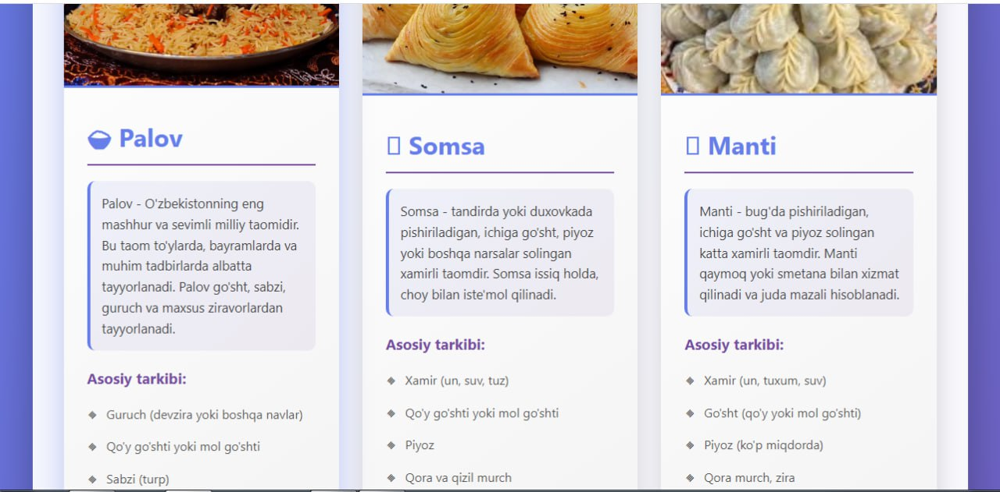 Palov
Palov - O'zbekistonning eng
mashhur va sevimli milliy taomidir.
Bu taom to'ylarda, bayramlarda va
muhim tadbirlarda albatta
tayyorlanadi. Palov go'sht, sabzi,
guruch va maxsus ziravorlardan
tayyorlanadi.
Asosiy tarkibi:
Guruch (devzira yoki boshqa navlar)
Qo'y go'shti yoki mol go'shti
Sabzi (turp)
Somsa
Somsa - tandirda yoki duxovkada
pishiriladigan, ichiga go'sht, piyoz
yoki boshqa narsalar solingan
xamirli taomdir. Somsa issiq holda,
choy bilan iste'mol qilinadi.
Asosiy tarkibi:
Xamir (un, suv, tuz)
Qo'y go'shti yoki mol go'shti
Piyoz
Qora va qizil murch
Manti
Manti - bug'da pishiriladigan,
ichiga go'sht va piyoz solingan
katta xamirli taomdir. Manti
qaymoq yoki smetana bilan xizmat
qilinadi va juda mazali hisoblanadi.
Asosiy tarkibi:
Xamir (un, tuxum, suv)
Go'sht (qo'y yoki mol go'shti)
Piyoz (ko'p miqdorda)
Qora murch, zira